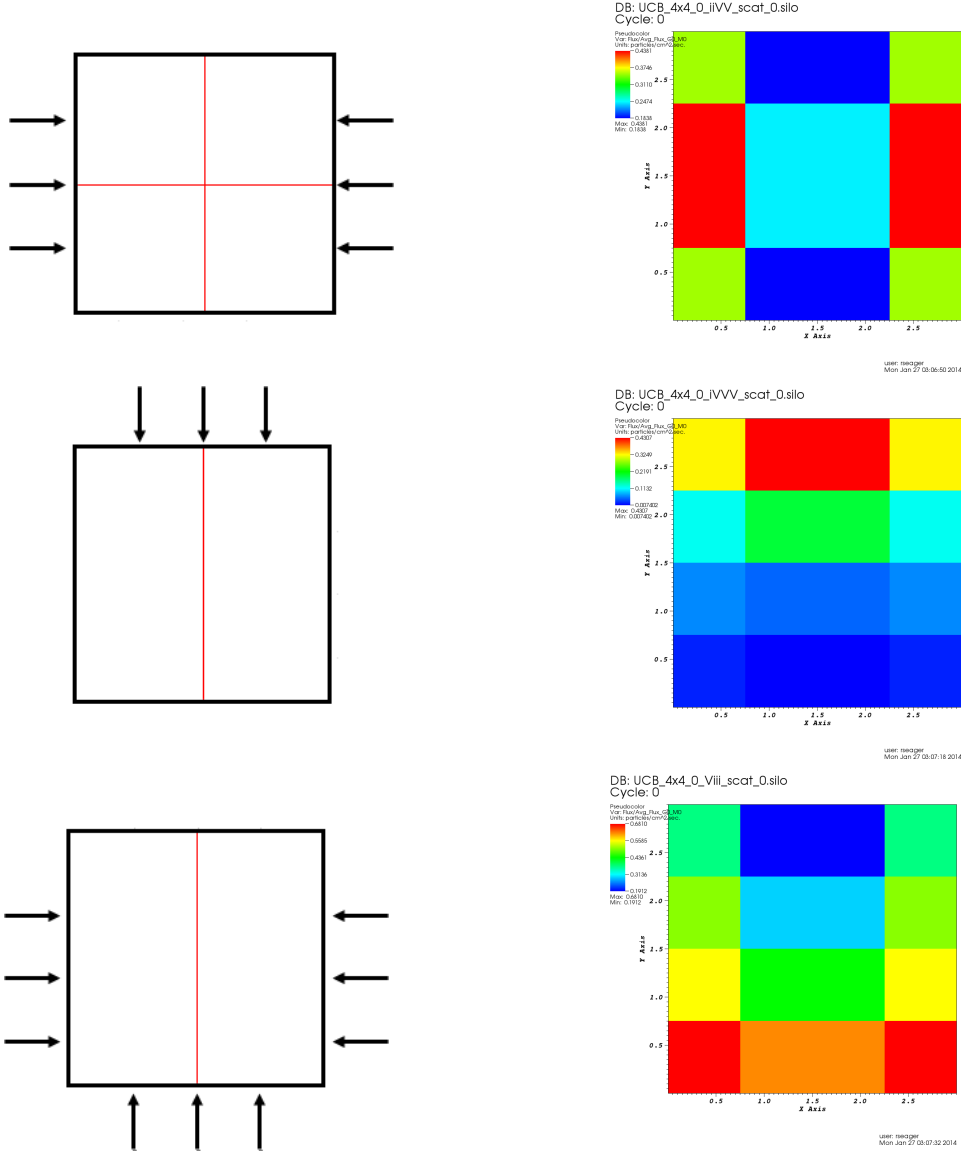 DB: UCB_4x4_0_iiVV_scat_0.silo
Cycle: 0
Pseudocolor
Var: Flux/Avg_Flux_G0_M0
Units: particles/cm^2/sec.
0.4381
0.3746
0.3110
0.2474
0.1838
Max: 0.4381
Min: 0.1838
2.5
2.0
1.5
1.0
0.5
Y Axis
0.5 1.0 1.5 2.0 2.5
X Axis
user: rseager
Mon Jan 27 03:06:50 2014
DB: UCB_4x4_0_iVVV_scat_0.silo
Cycle: 0
Pseudocolor
Var: Flux/Avg_Flux_G0_M0
Units: particles/cm^2/sec.
0.4307
0.3249
0.2191
0.1132
0.007402
Max: 0.4307
Min: 0.007402
2.5
2.0
1.5
1.0
0.5
Y Axis
0.5 1.0 1.5 2.0 2.5
X Axis
user: rseager
Mon Jan 27 03:07:18 2014
DB: UCB_4x4_0_Viii_scat_0.silo
Cycle: 0
Pseudocolor
Var: Flux/Avg_Flux_G0_M0
Units: particles/cm^2/sec.
0.6810
0.5585
0.4361
0.3136
0.1912
Max: 0.6810
Min: 0.1912
2.5
2.0
1.5
1.0
0.5
Y Axis
0.5 1.0 1.5 2.0 2.5
X Axis
user: rseager
Mon Jan 27 03:07:32 2014